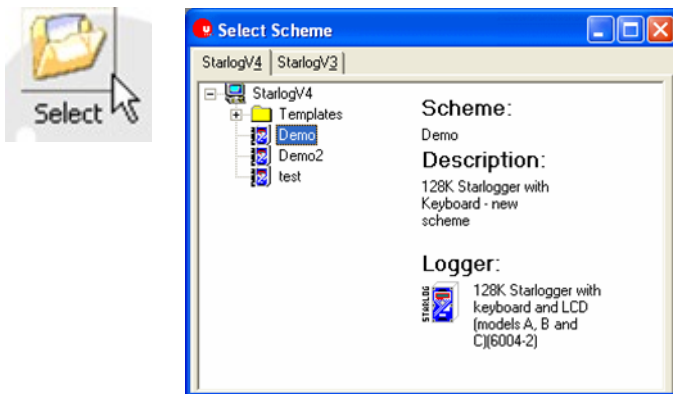 Select
Select Scheme
StarlogV4 StarlogV3
StarlogV4
Templates
Demo
Demo2
test
Scheme:
Demo
Description:
128K Starlogger with
Keyboard - new
scheme
Logger:
STARLOG
128K Starlogger with
keyboard and LCD
(models A, B and
C)(6004-2)